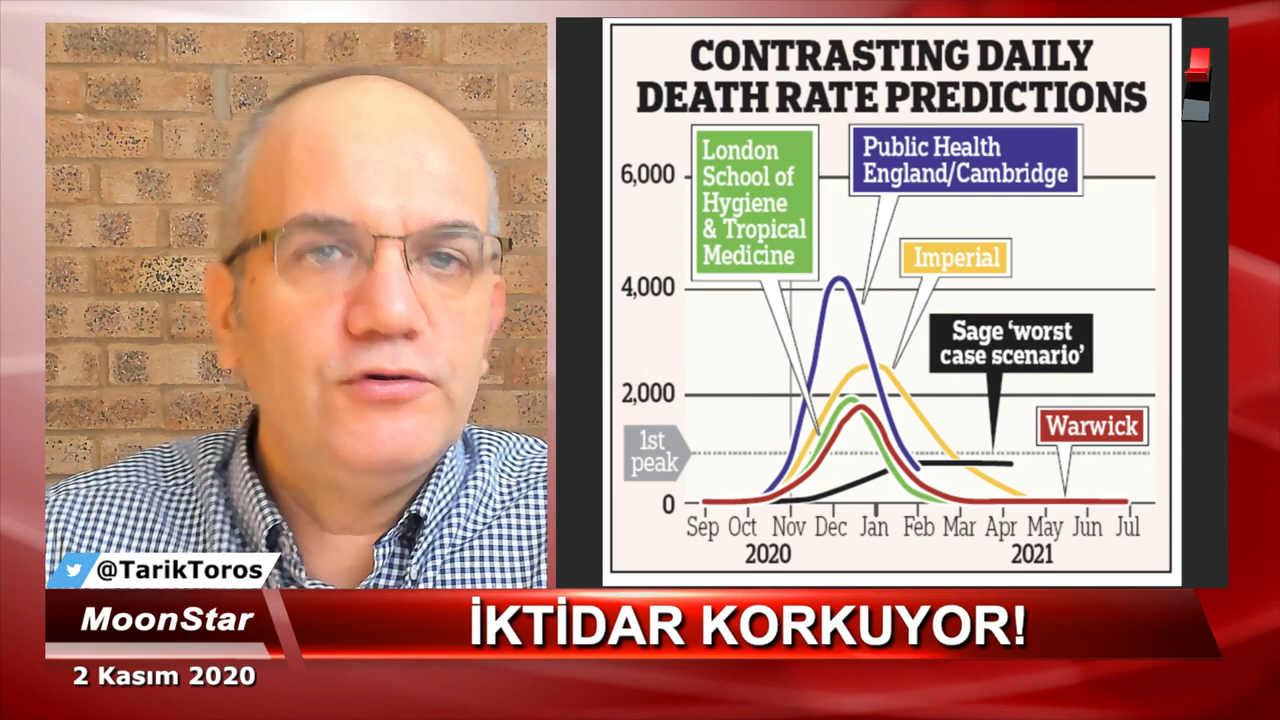 CONTRASTING DAILY
DEATH RATE PREDICTIONS
London
School of
Hygiene
& Tropical
Medicine
Public Health
England/Cambridge
Imperial
Sage ‘worst
case scenario’
Warwick
6,000
4,000
2,000
1st
peak
0
Sep Oct Nov Dec Jan Feb Mar Apr May Jun Jul
2020 2021
@TarikToros
MoonStar
İKTİDAR KORKUYOR!
2 Kasım 2020